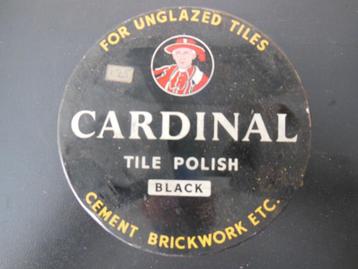 FOR UNGLAZED TILES
CARDINAL
TILE POLISH
BLACK
CEMENT BRICKWORK ETC.